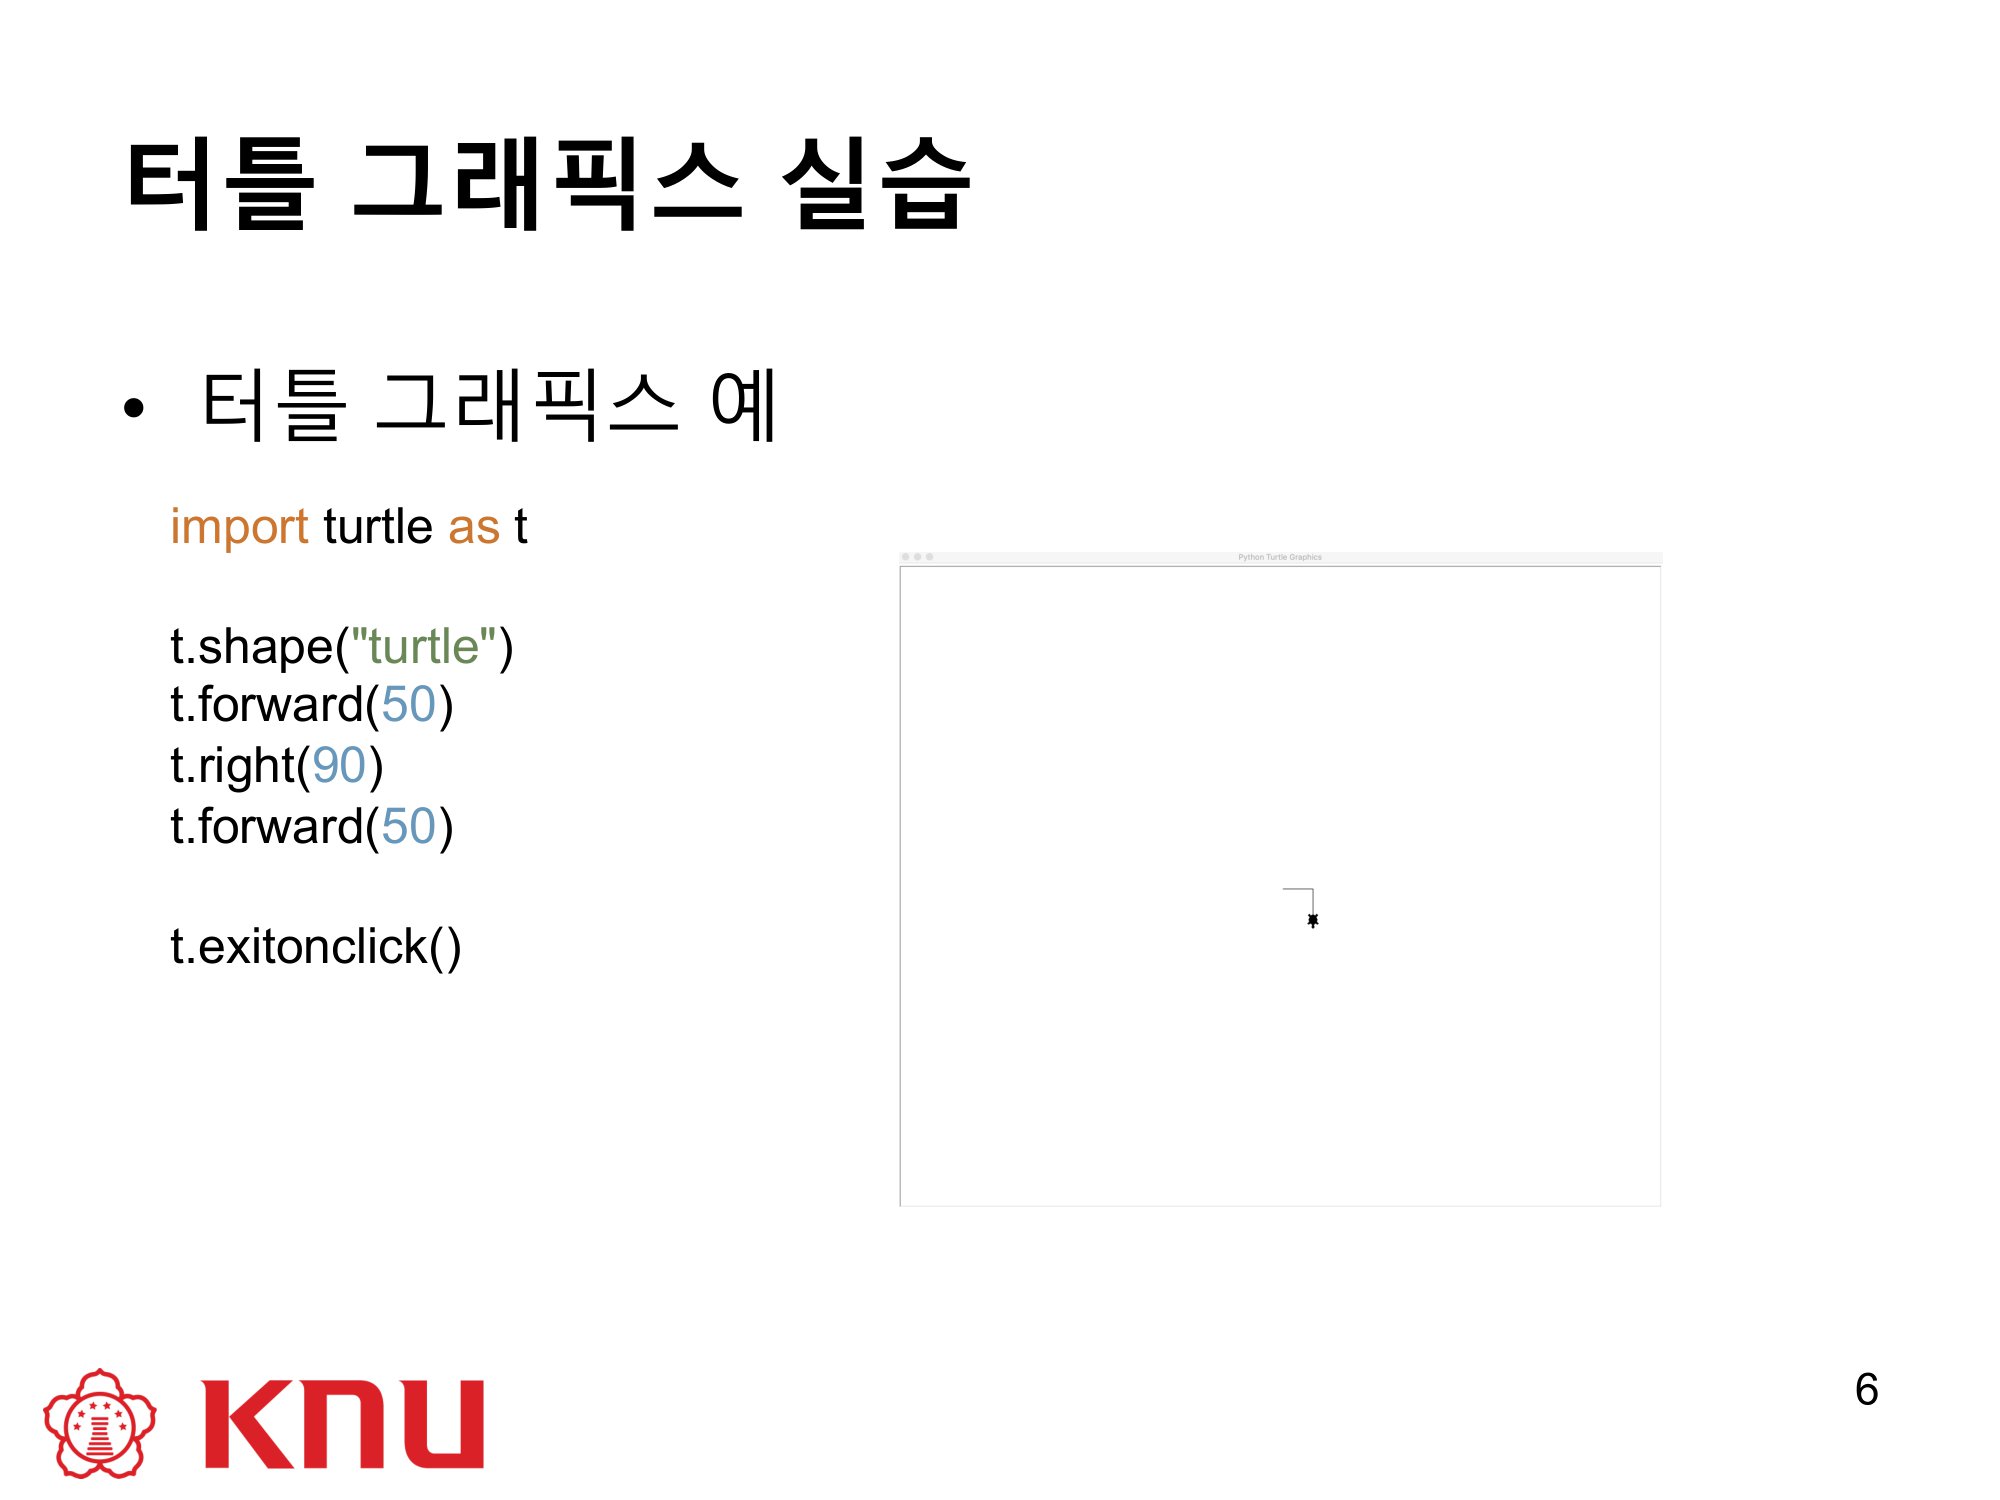 터틀 그래픽스 실습
• 터틀 그래픽스 예
import turtle as t
t.shape("turtle")
t.forward(50)
t.right(90)
t.forward(50)
t.exitonclick()
Python Turtle Graphics
KNU
6